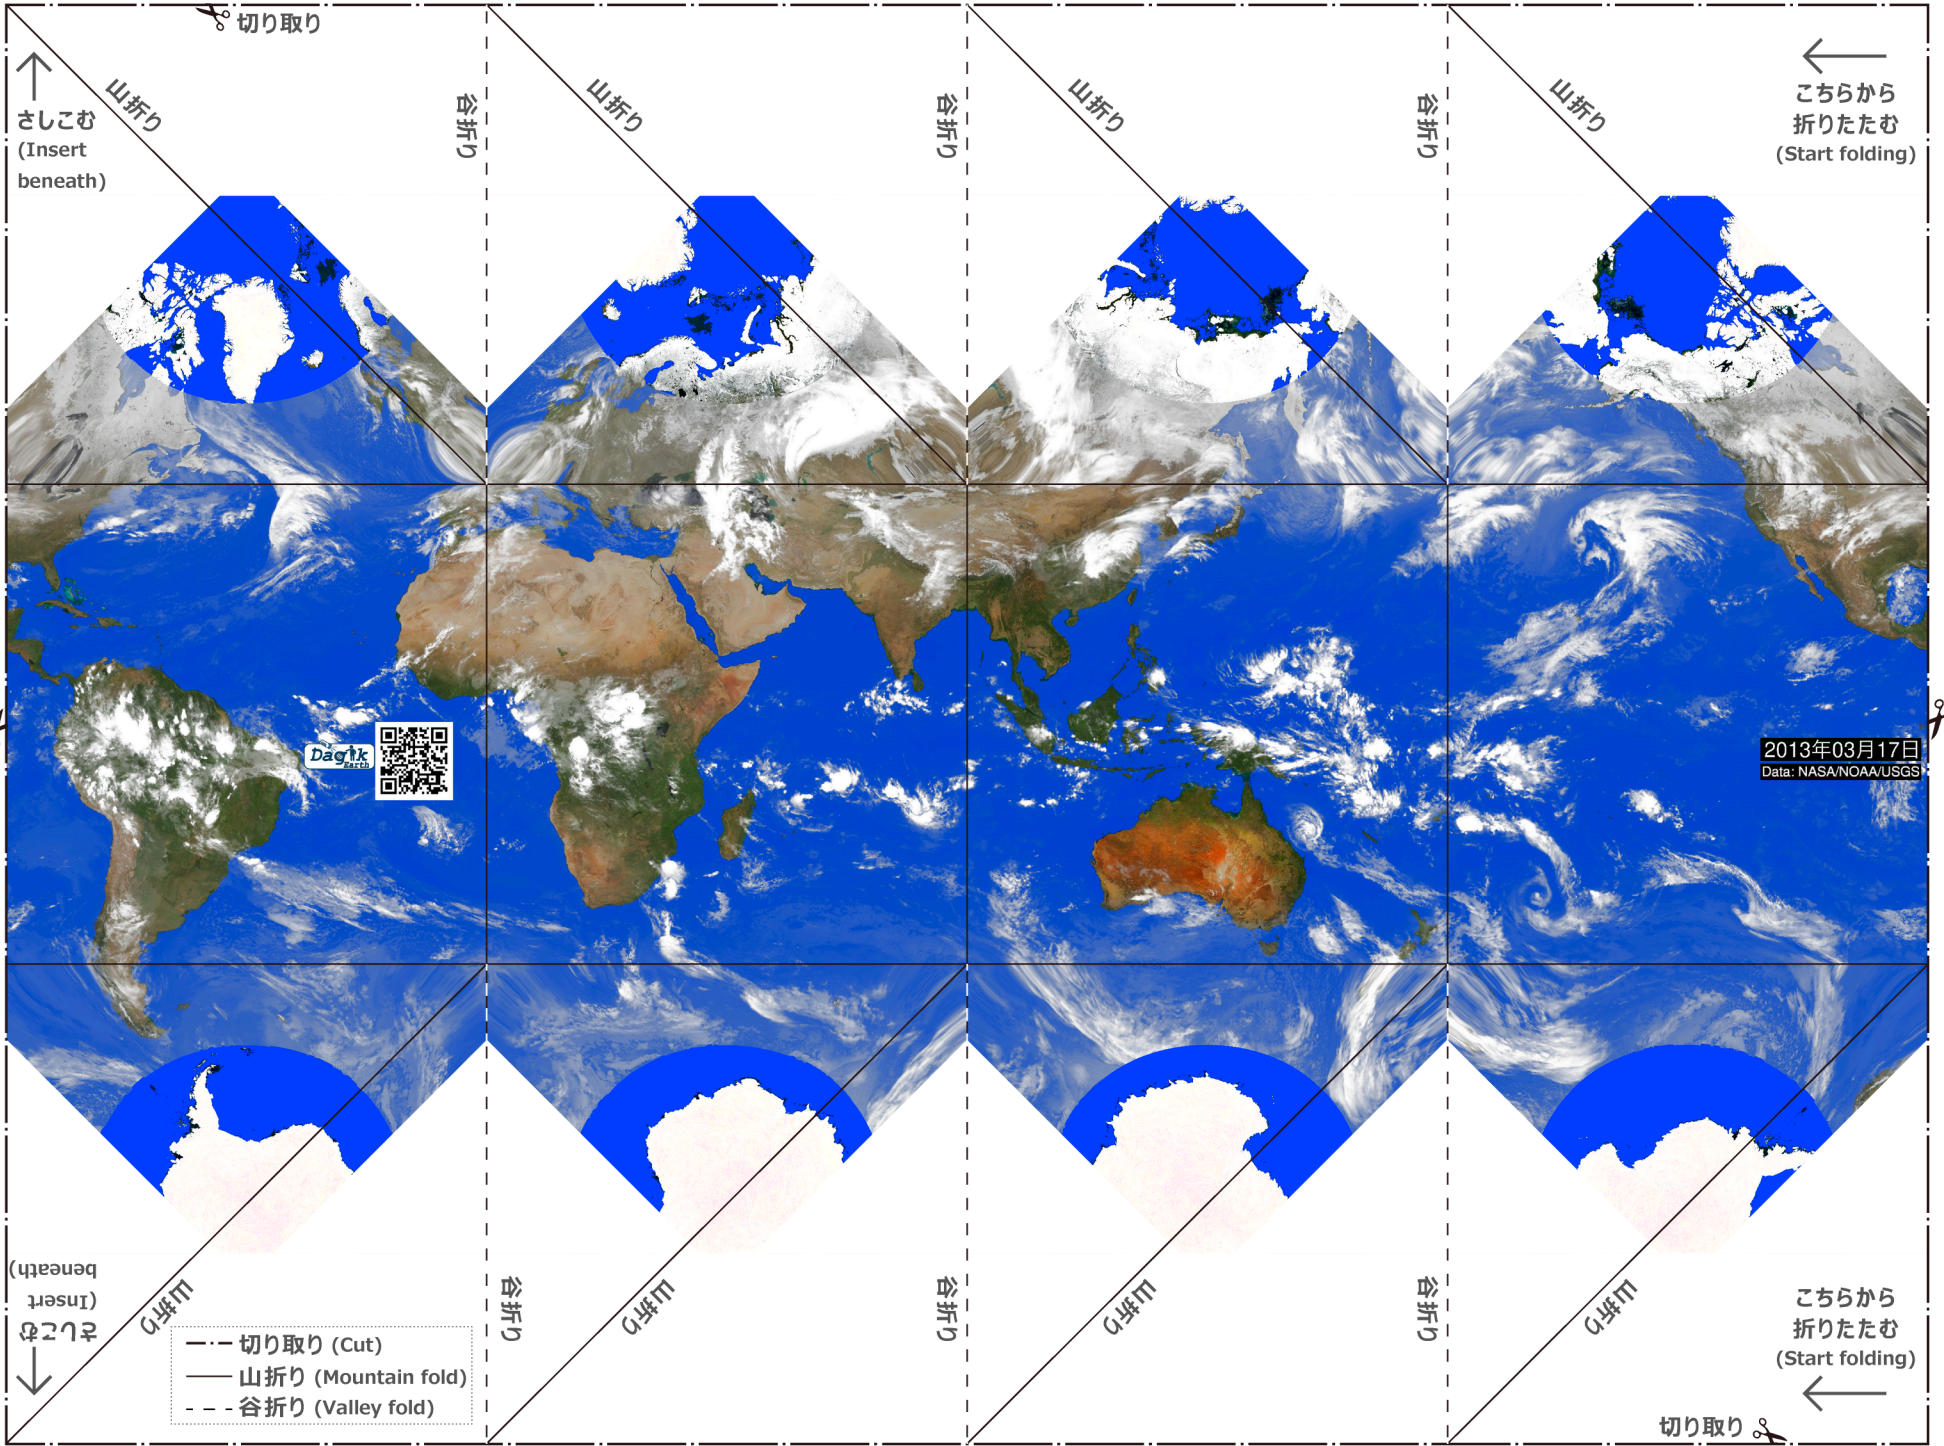 切り取り
さしこむ
(Insert
beneath)
山折り
谷折り
山折り
谷折り
山折り
谷折り
山折り
こちらから
折りたたむ
(Start folding)
Dagik
Earth
2013年03月17日
Data: NASA/NOAA/USGS
さしこむ
(Insert
beneath)
山折り
谷折り
山折り
谷折り
山折り
谷折り
山折り
こちらから
折りたたむ
(Start folding)
切り取り (Cut)
山折り (Mountain fold)
谷折り (Valley fold)
切り取り